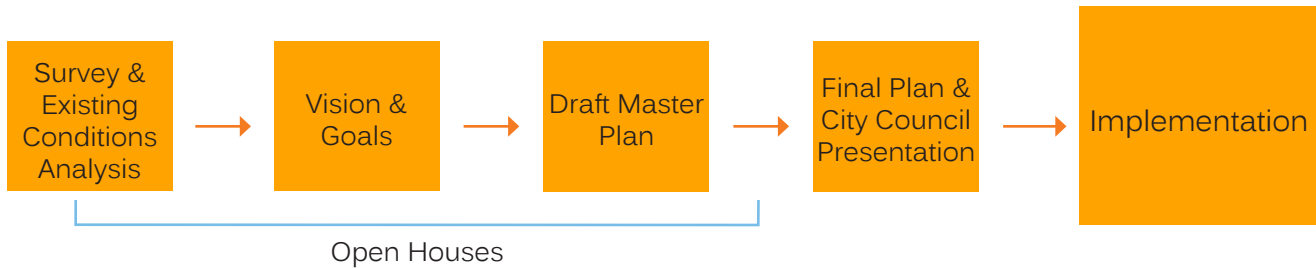 Survey &
Existing
Conditions
Analysis
Vision &
Goals
Draft Master
Plan
Final Plan &
City Council
Presentation
Implementation
Open Houses